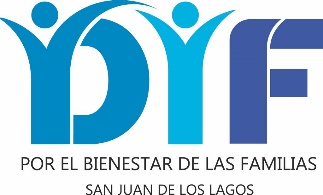 DIF
POR EL BIENESTAR DE LAS FAMILIAS
SAN JUAN DE LOS LAGOS